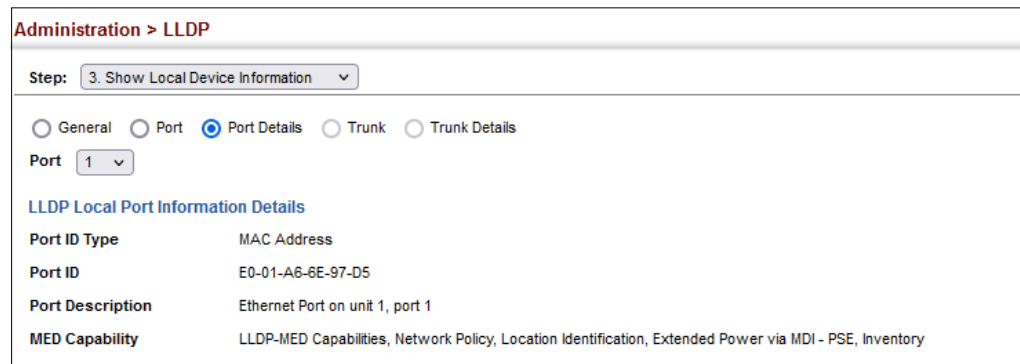 Administration > LLDP
Step: 3. Show Local Device Information
General Port Port Details Trunk Trunk Details
Port 1
LLDP Local Port Information Details
Port ID Type MAC Address
Port ID E0-01-A6-6E-97-D5
Port Description Ethernet Port on unit 1, port 1
MED Capability LLDP-MED Capabilities, Network Policy, Location Identification, Extended Power via MDI - PSE, Inventory